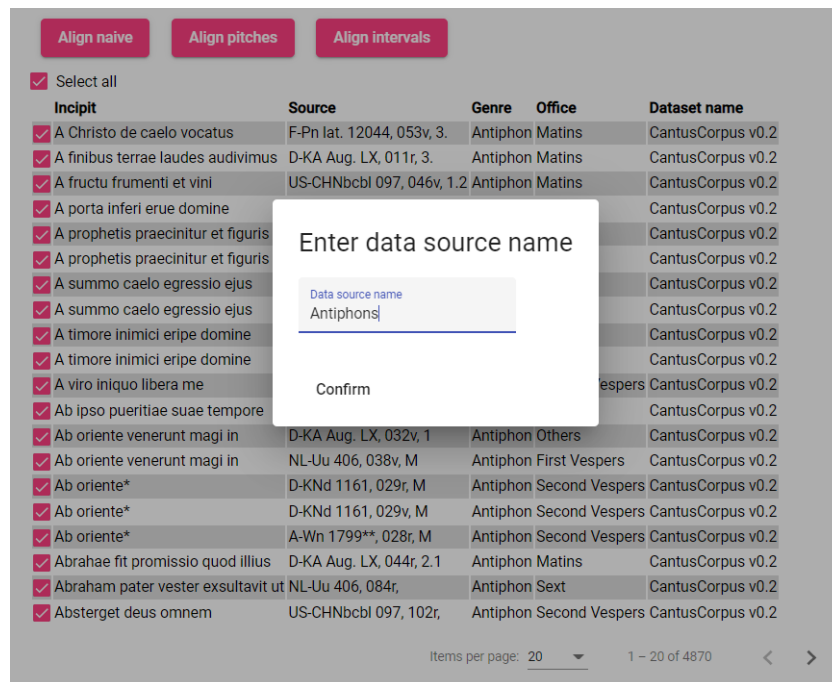 Align naive Align pitches Align intervals
Select all
Incipit Source Genre Office Dataset name
A Christo de caelo vocatus F-Pn lat. 12044, 053v, 3. Antiphon Matins CantusCorpus v0.2
A finibus terrae laudes audivimus D-KA Aug. LX, 011r, 3. Antiphon Matins CantusCorpus v0.2
A fructu frumenti et vini US-CHNbcbl 097, 046v, 1.2 Antiphon Matins CantusCorpus v0.2
A porta inferi erue domine CantusCorpus v0.2
A prophetis praecinitur et figuris CantusCorpus v0.2
A prophetis praecinitur et figuris CantusCorpus v0.2
A summo caelo egressio ejus CantusCorpus v0.2
A summo caelo egressio ejus CantusCorpus v0.2
A timore inimici eripe domine CantusCorpus v0.2
A timore inimici eripe domine CantusCorpus v0.2
A viro iniquo libera me espers CantusCorpus v0.2
Ab ipso pueritiae suae tempore CantusCorpus v0.2
Enter data source name
Data source name
Antiphons
Confirm
Ab oriente venerunt magi in D-KA Aug. LX, 032v, 1 Antiphon Others CantusCorpus v0.2
Ab oriente venerunt magi in NL-Uu 406, 038v, M Antiphon First Vespers CantusCorpus v0.2
Ab oriente* D-KNd 1161, 029r, M Antiphon Second Vespers CantusCorpus v0.2
Ab oriente* D-KNd 1161, 029v, M Antiphon Second Vespers CantusCorpus v0.2
Ab oriente* A-Wn 1799**, 028r, M Antiphon Second Vespers CantusCorpus v0.2
Abrahae fit promissio quod illius D-KA Aug. LX, 044r, 2.1 Antiphon Matins CantusCorpus v0.2
Abraham pater vester exsultavit ut NL-Uu 406, 084r, Antiphon Sext CantusCorpus v0.2
Absterget deus omnem US-CHNbcbl 097, 102r, Antiphon Second Vespers CantusCorpus v0.2
Items per page: 20 1 – 20 of 4870